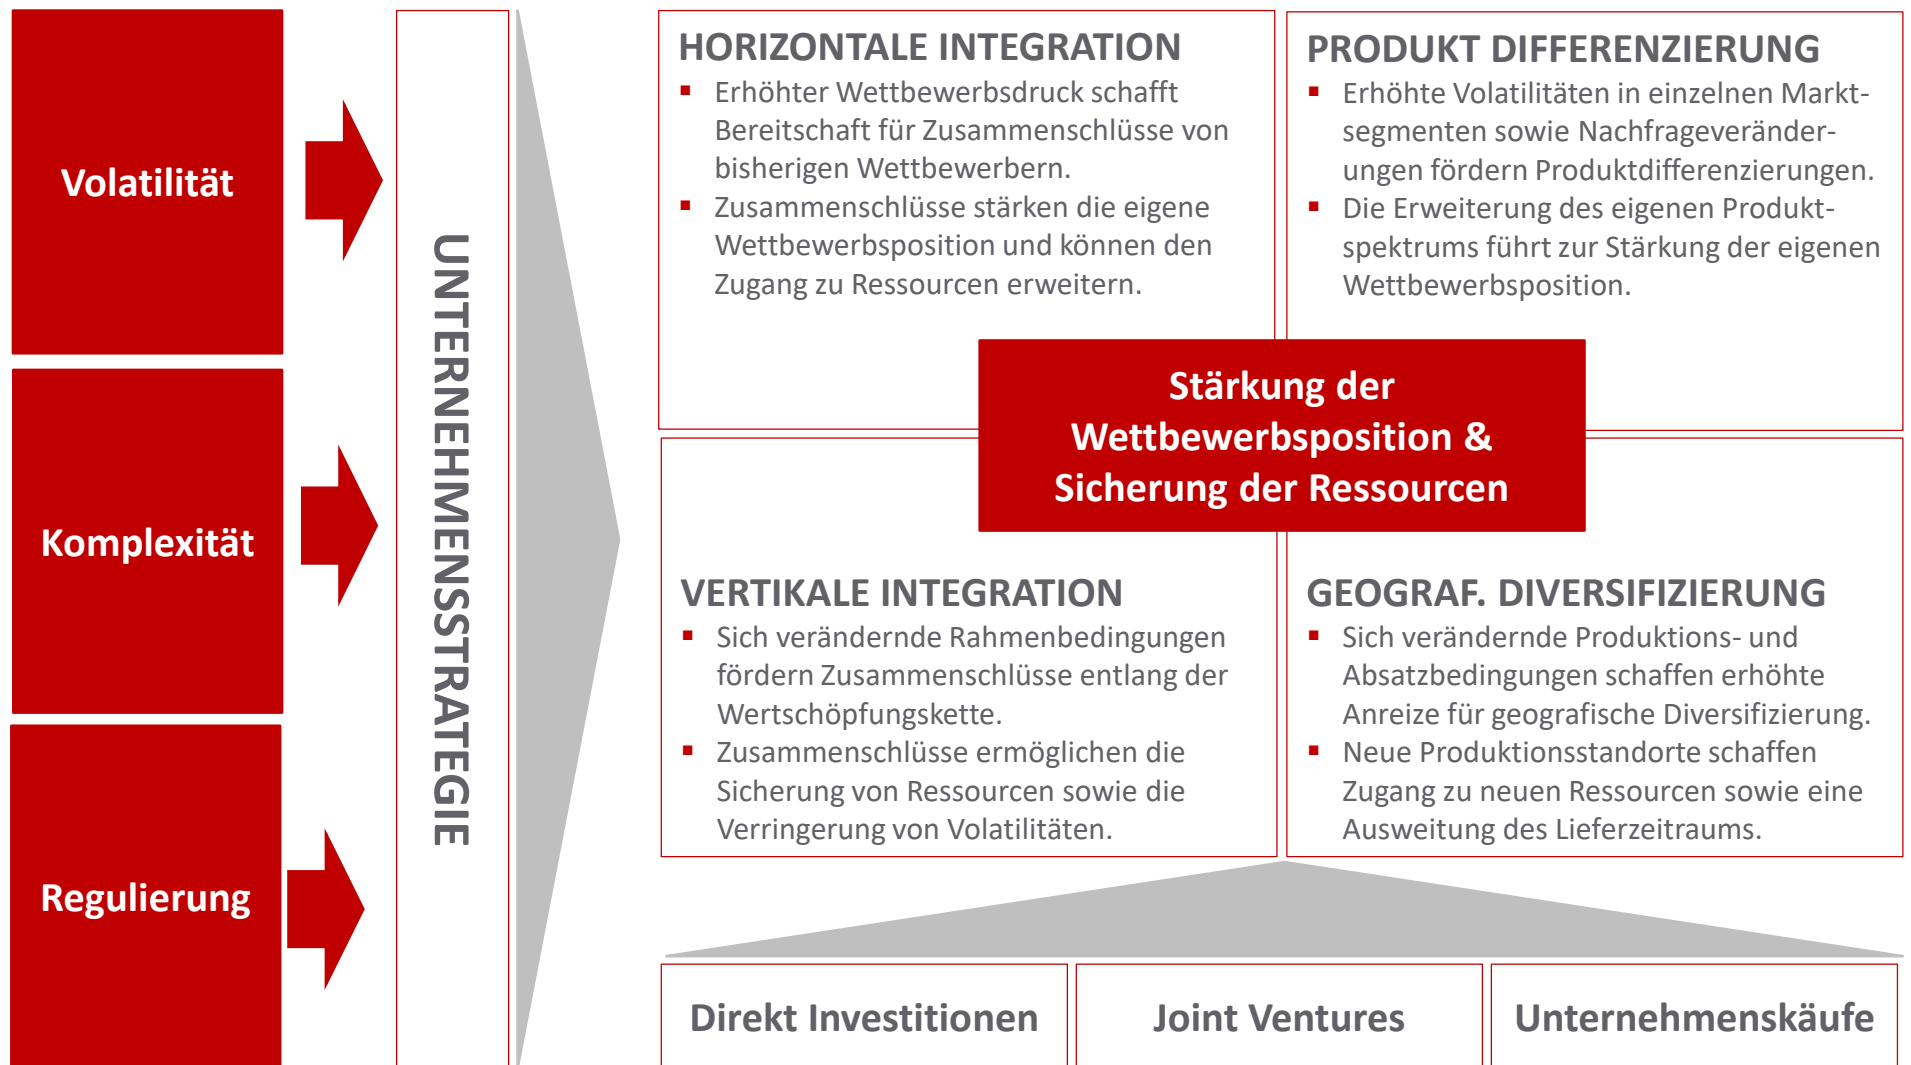 Volatilität
Komplexität
Regulierung
UNTERNEHMENSSTRATEGIE
HORIZONTALE INTEGRATION
▪ Erhöhter Wettbewerbsdruck schafft
Bereitschaft für Zusammenschlüsse von
bisherigen Wettbewerbern.
▪ Zusammenschlüsse stärken die eigene
Wettbewerbsposition und können den
Zugang zu Ressourcen erweitern.
PRODUKT DIFFERENZIERUNG
▪ Erhöhte Volatilitäten in einzelnen Markt-
segmenten sowie Nachfrageveränder-
ungen fördern Produktdifferenzierungen.
▪ Die Erweiterung des eigenen Produkt-
spektrums führt zur Stärkung der eigenen
Wettbewerbsposition.
Stärkung der
Wettbewerbsposition &
Sicherung der Ressourcen
VERTIKALE INTEGRATION
▪ Sich verändernde Rahmenbedingungen
fördern Zusammenschlüsse entlang der
Wertschöpfungskette.
▪ Zusammenschlüsse ermöglichen die
Sicherung von Ressourcen sowie die
Verringerung von Volatilitäten.
GEOGRAF. DIVERSIFIZIERUNG
▪ Sich verändernde Produktions- und
Absatzbedingungen schaffen erhöhte
Anreize für geografische Diversifizierung.
▪ Neue Produktionsstandorte schaffen
Zugang zu neuen Ressourcen sowie eine
Ausweitung des Lieferzeitraums.
Direkt Investitionen
Joint Ventures
Unternehmenskäufe